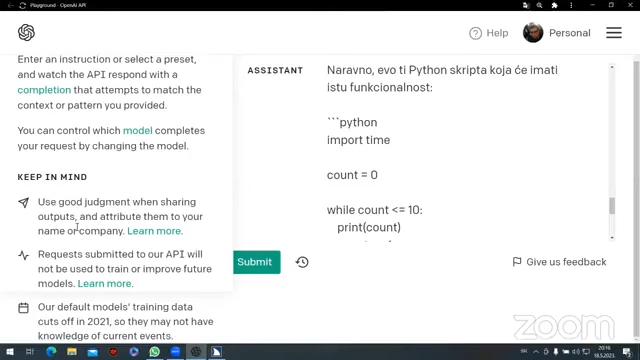 Playground - OpenAI API
Help
Personal
Enter an instruction or select a preset,
and watch the API respond with a
completion that attempts to match the
context or pattern you provided.
You can control which model completes
your request by changing the model.
KEEP IN MIND
Use good judgment when sharing
outputs, and attribute them to your
name or company. Learn more.
Requests submitted to our API will
not be used to train or improve future
models. Learn more.
Our default models' training data
cuts off in 2021, so they may not have
knowledge of current events.
ASSISTANT
Naravno, evo ti Python skripta koja će imati
istu funkcionalnost:
```python
import time
count = 0
while count <= 10:
print(count)
Submit
Give us feedback
zoom
20:16
18.5.2023.